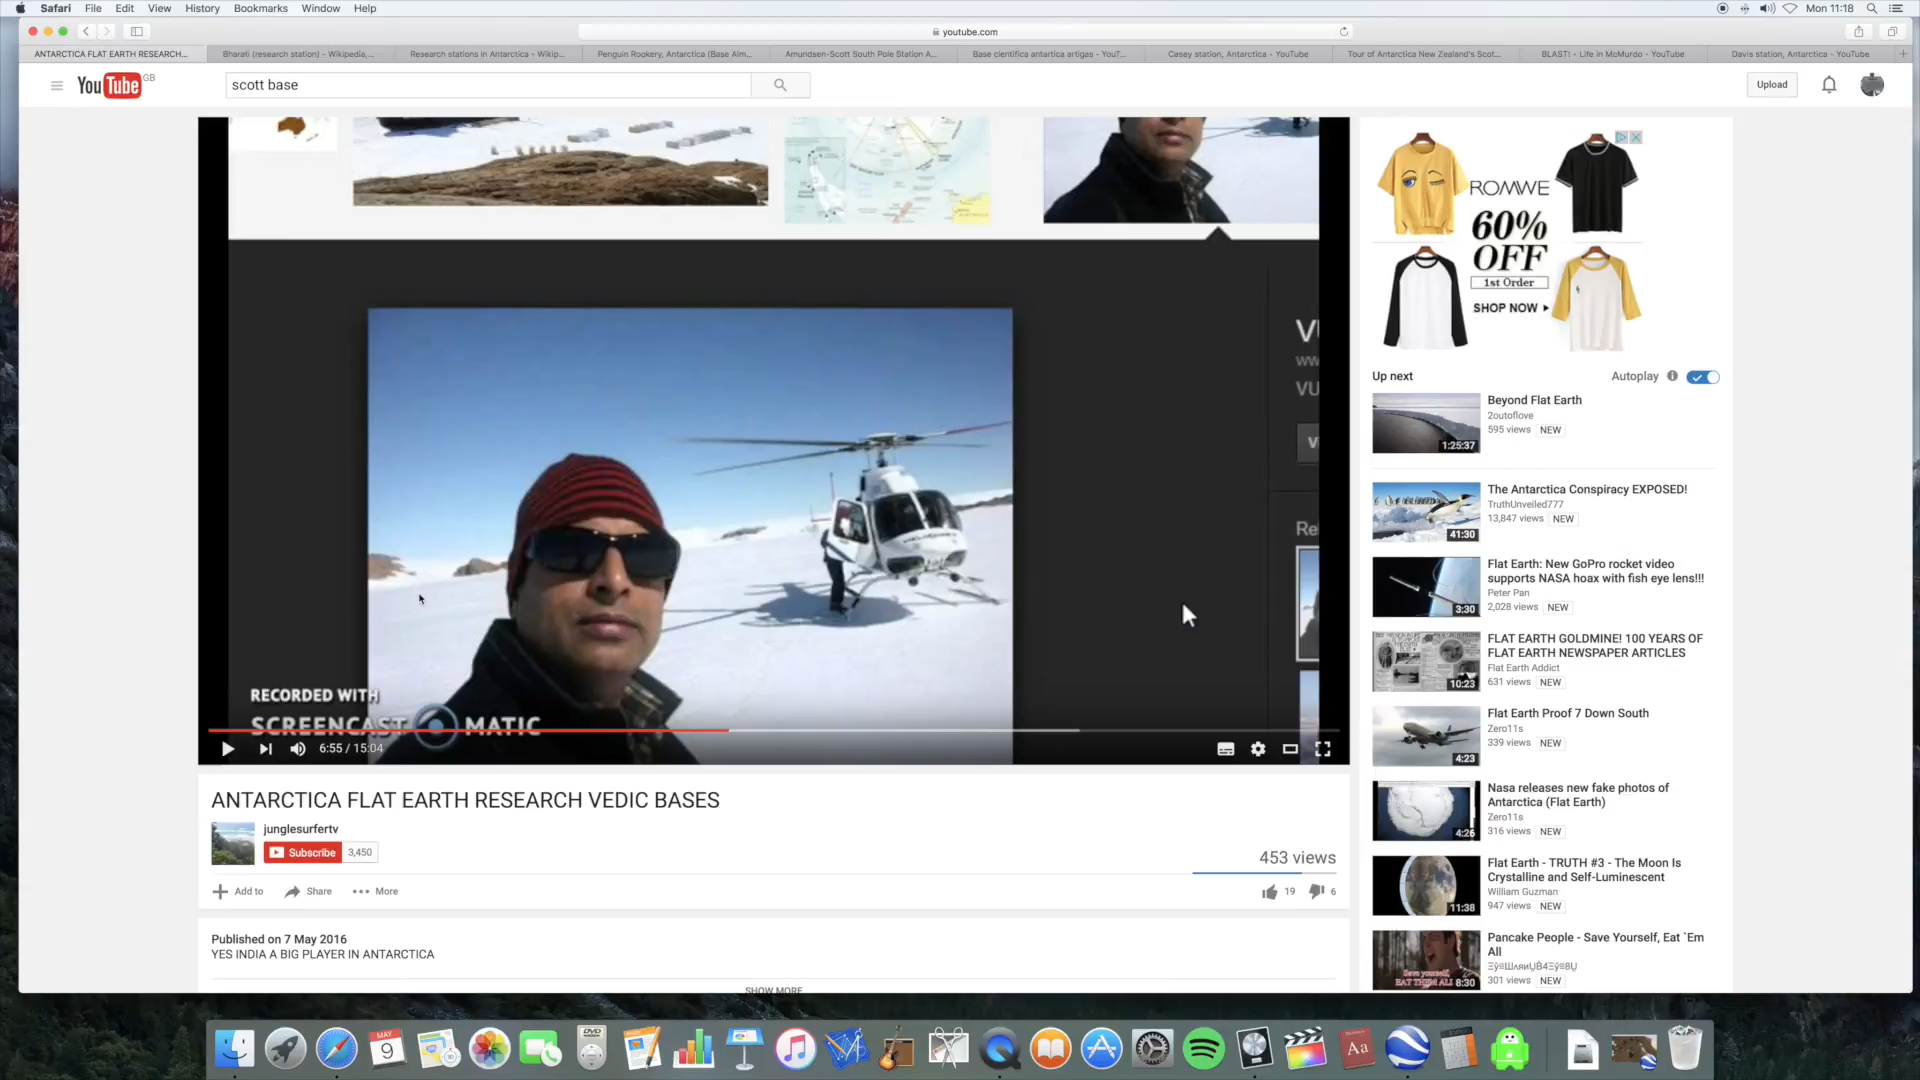 Safari File Edit View History Bookmarks Window Help
Mon 11:18
youtube.com
ANTARCTICA FLAT EARTH RESEARCH...
Bharati (research station) - Wikipedia,...
Research stations in Antarctica - Wikip...
Penguin Rookery, Antarctica (Base Alm...
Amundsen-Scott South Pole Station A...
Base cientifica antartica artigas - YouT...
Casey station, Antarctica - YouTube
Tour of Antarctica New Zealand's Scot...
BLAST! - Life in McMurdo - YouTube
Davis station, Antarctica - YouTube
YouTube GB
scott base
Upload
RECORDED WITH
SCREENCAST MATIC
6:55 / 15:04
ANTARCTICA FLAT EARTH RESEARCH VEDIC BASES
junglesurfertv
Subscribe 3,450
453 views
Add to Share More
19 6
Published on 7 May 2016
YES INDIA A BIG PLAYER IN ANTARCTICA
SHOW MORE
ROMWE
60%
OFF
1st Order
SHOP NOW
Up next Autoplay
Beyond Flat Earth
2outoflove
595 views NEW
1:25:37
The Antarctica Conspiracy EXPOSED!
TruthUnveiled777
13,847 views NEW
41:30
Flat Earth: New GoPro rocket video
supports NASA hoax with fish eye lens!!!
Peter Pan
2,028 views NEW
3:30
FLAT EARTH GOLDMINE! 100 YEARS OF
FLAT EARTH NEWSPAPER ARTICLES
Flat Earth Addict
631 views NEW
10:23
Flat Earth Proof 7 Down South
Zero11s
339 views NEW
4:23
Nasa releases new fake photos of
Antarctica (Flat Earth)
Zero11s
316 views NEW
4:26
Flat Earth - TRUTH #3 - The Moon Is
Crystalline and Self-Luminescent
William Guzman
947 views NEW
11:38
Pancake People - Save Yourself, Eat `Em
All
301 views NEW
Save yourself,
EAT THEM ALL 8:30
MAY
9
DVD
Aa